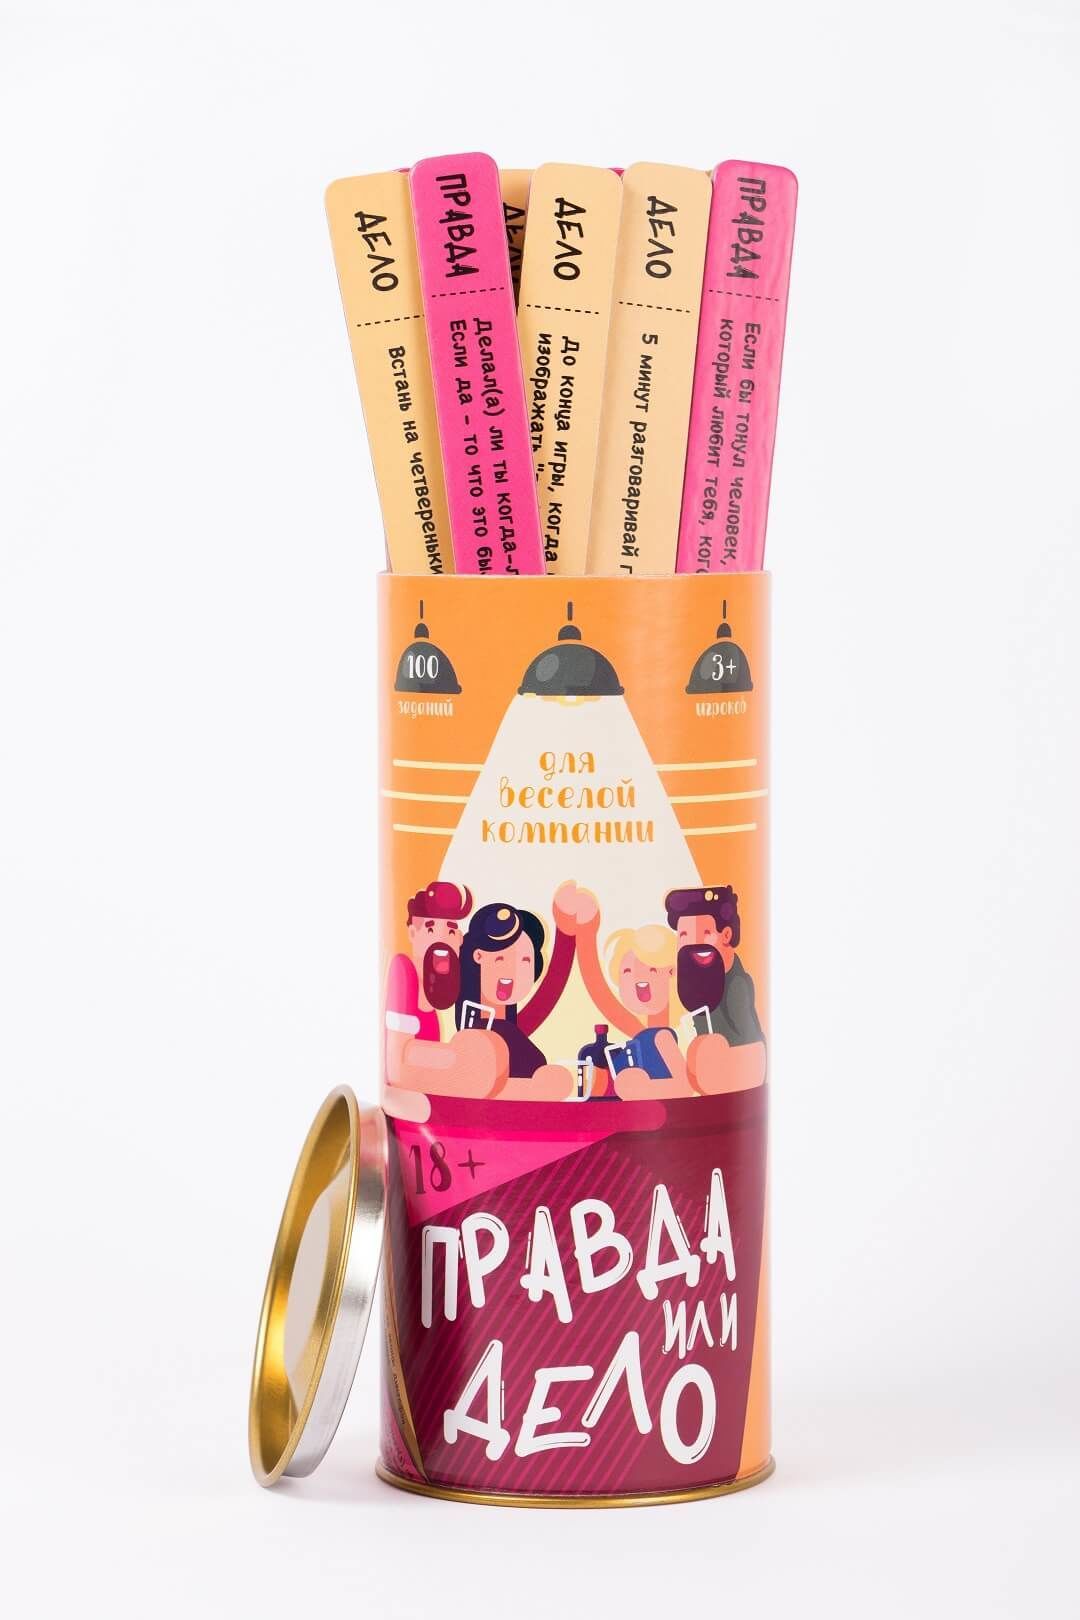 ДЕЛО
Встань на четвереньки
ПРАВДА
Делал(а) ли ты когда-л
Если да - то что это бы
ДЕЛО
ДЕЛО
До конца игры, когда
изображать
ДЕЛО
5 минут разговаривай
ПРАВДА
Если бы тонул человек,
который любит тебя,
100
заданий
3+
игроков
для
веселой
компании
18+
ПРАВДА
ИЛИ
ДЕЛО